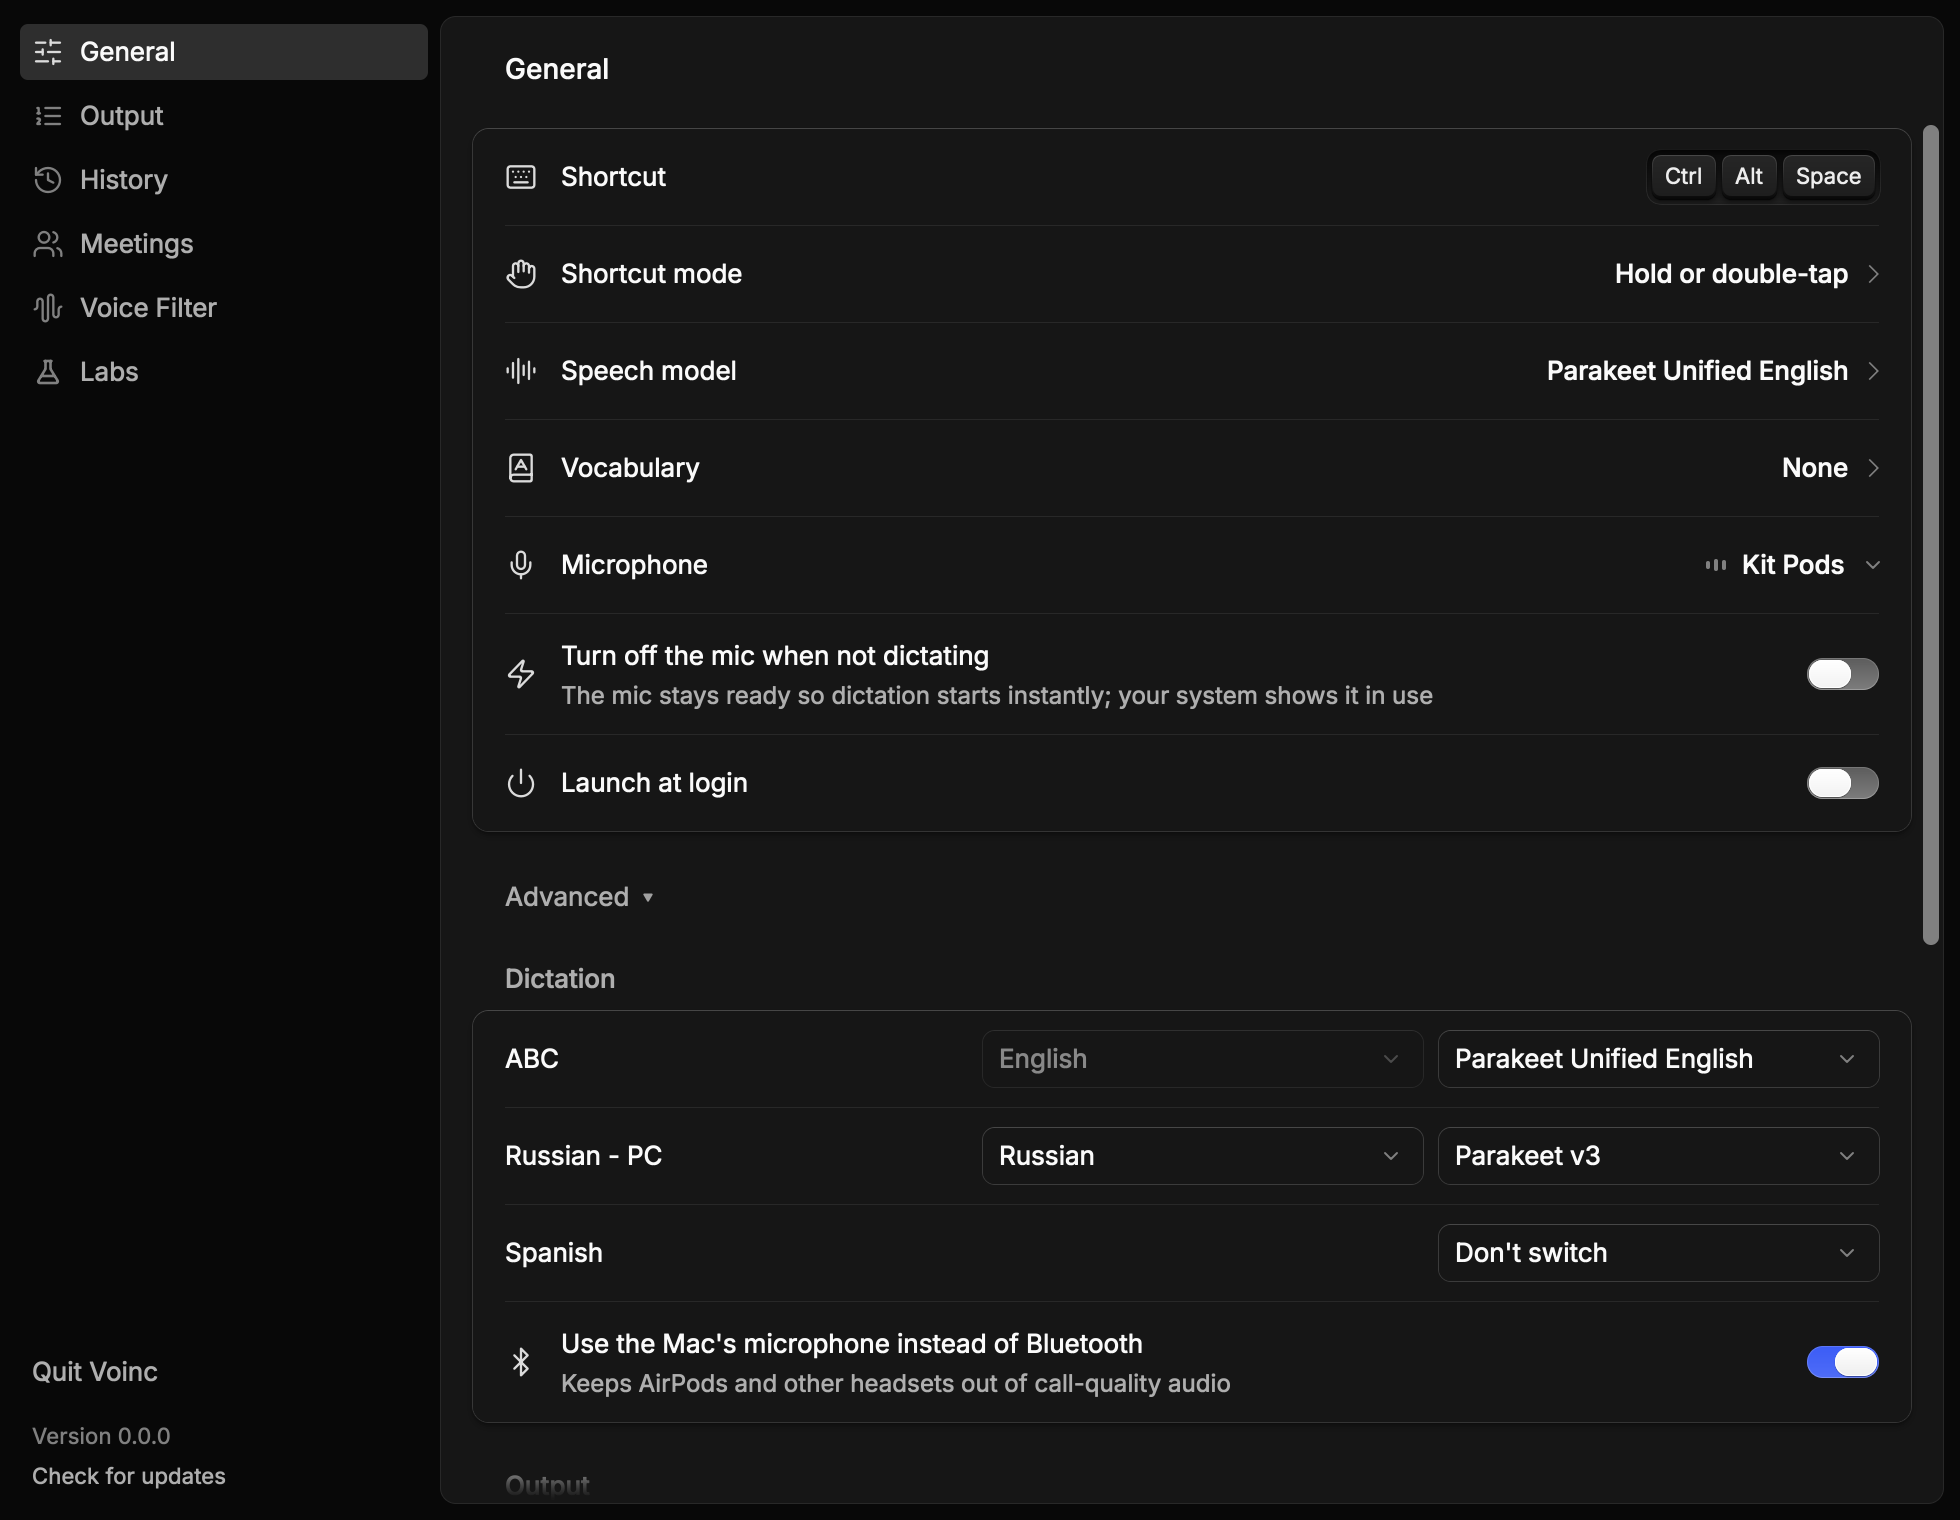 General
Output
History
Meetings
Voice Filter
Labs
Quit Voinc
Version 0.0.0
Check for updates
General
Shortcut Ctrl Alt Space
Shortcut mode Hold or double-tap
Speech model Parakeet Unified English
Vocabulary None
Microphone Kit Pods
Turn off the mic when not dictating
The mic stays ready so dictation starts instantly; your system shows it in use
Launch at login
Advanced
Dictation
ABC English Parakeet Unified English
Russian - PC Russian Parakeet v3
Spanish Don't switch
Use the Mac's microphone instead of Bluetooth
Keeps AirPods and other headsets out of call-quality audio
Output